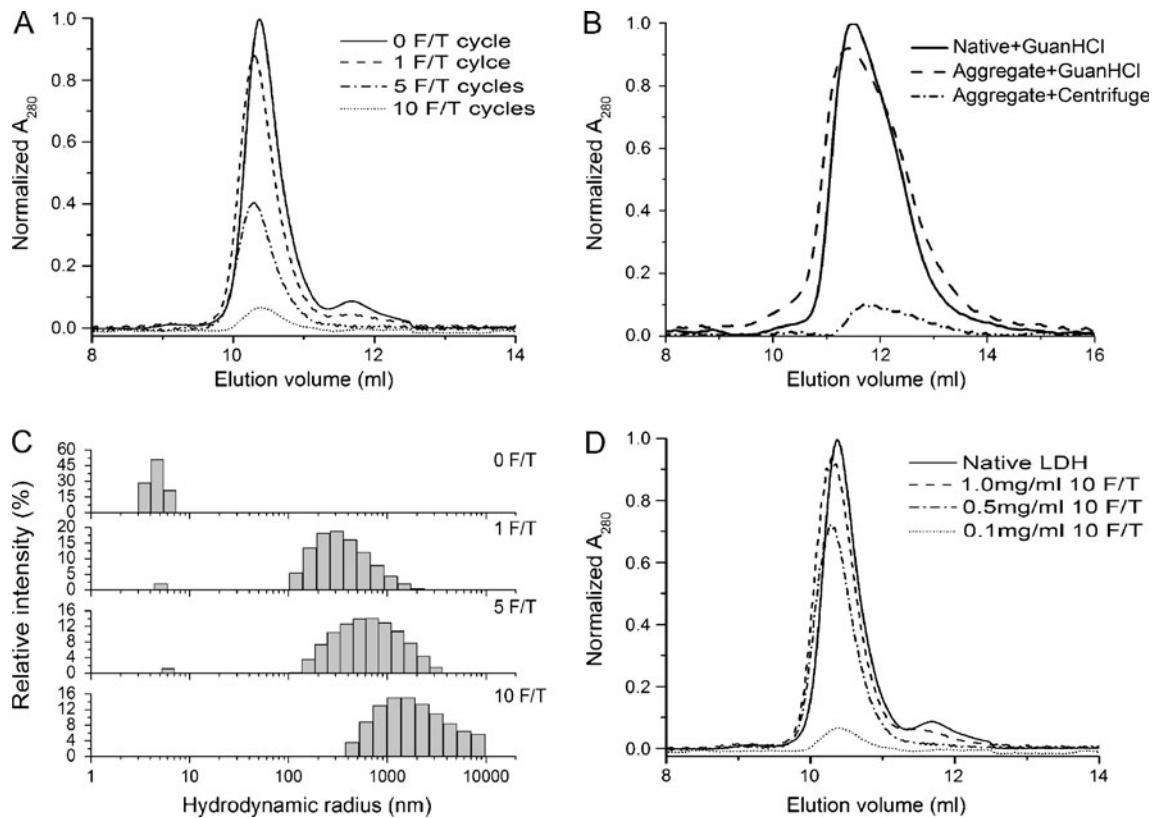 A
Normalized A280
1.0
0.8
0.6
0.4
0.2
0.0
8
10
12
14
Elution volume (ml)
0 F/T cycle
1 F/T cylce
5 F/T cycles
10 F/T cycles
B
Normalized A280
1.0
0.8
0.6
0.4
0.2
0.0
8
10
12
14
16
Elution volume (ml)
Native+GuanHCl
Aggregate+GuanHCl
Aggregate+Centrifuge
C
Relative intensity (%)
60
45
30
15
0
0 F/T
20
15
10
5
0
1 F/T
16
12
8
4
0
5 F/T
16
12
8
4
0
10 F/T
1
10
100
1000
10000
Hydrodynamic radius (nm)
D
Normalized A280
1.0
0.8
0.6
0.4
0.2
0.0
8
10
12
14
Elution volume (ml)
Native LDH
1.0mg/ml 10 F/T
0.5mg/ml 10 F/T
0.1mg/ml 10 F/T